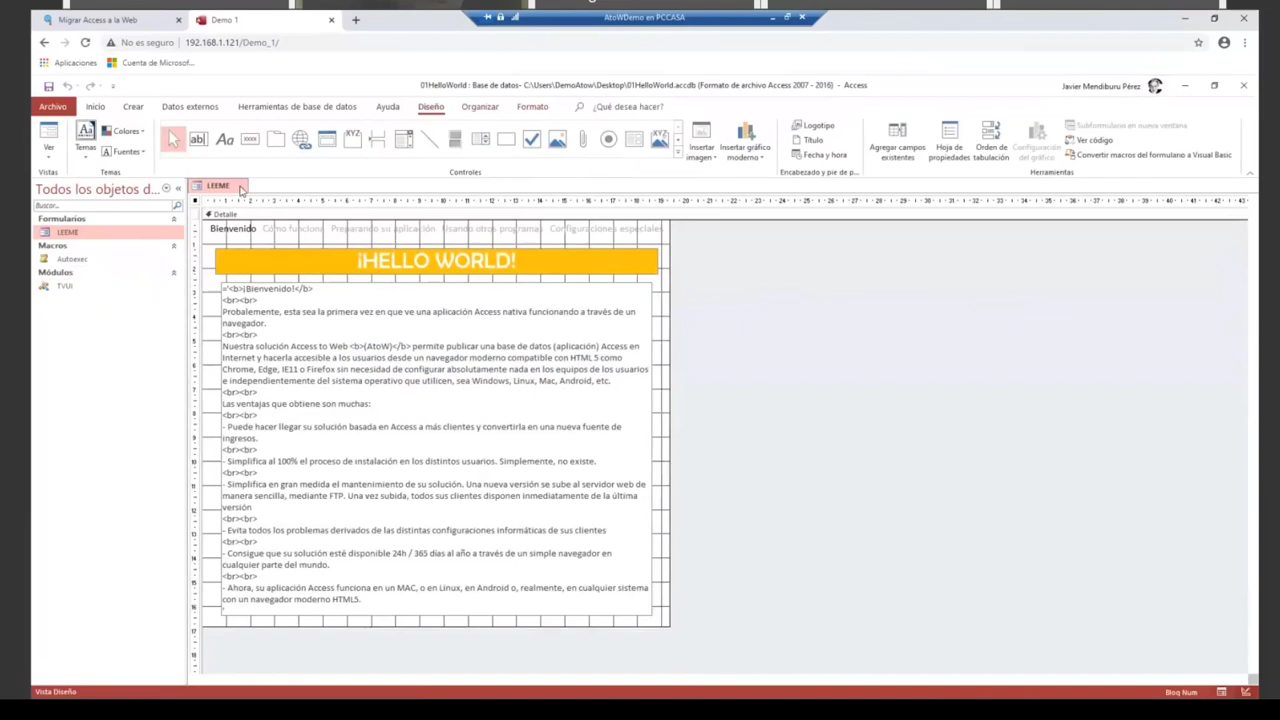 Migrar Access a la Web
Demo 1
AtoWDemo en PCCASA
No es seguro
192.168.1.121/Demo_1/
Aplicaciones
Cuenta de Microsof...
01HelloWorld : Base de datos- C:\Users\DemoAtow\Desktop\01HelloWorld.accdb (Formato de archivo Access 2007 - 2016) - Access
Javier Mendiburu Pérez
Archivo
Inicio
Crear
Datos externos
Herramientas de base de datos
Ayuda
Diseño
Organizar
Formato
¿Qué desea hacer?
Ver
Temas
Colores
Fuentes
Insertar imagen
Insertar gráfico moderno
Logotipo
Título
Fecha y hora
Agregar campos existentes
Hoja de propiedades
Orden de tabulación
Configuración del gráfico
Subformulario en nueva ventana
Ver código
Convertir macros del formulario a Visual Basic
Vistas
Temas
Controles
Encabezado y pie de p...
Herramientas
Todos los objetos d...
Buscar...
Formularios
LEEME
Macros
Autoexec
Módulos
TVUI
LEEME
Detalle
Bienvenido
Cómo funciona
Preparando su aplicación
Usando otros programas
Configuraciones especiales
¡HELLO WORLD!
='<b>¡Bienvenido!</b>
<br><br>
Probalemente, esta sea la primera vez en que ve una aplicación Access nativa funcionando a través de un
navegador.
<br><br>
Nuestra solución Access to Web <b>(AtoW)</b> permite publicar una base de datos (aplicación) Access en
Internet y hacerla accesible a los usuarios desde un navegador moderno compatible con HTML 5 como
Chrome, Edge, IE11 o Firefox sin necesidad de configurar absolutamente nada en los equipos de los usuarios
e independientemente del sistema operativo que utilicen, sea Windows, Linux, Mac, Android, etc.
<br><br>
Las ventajas que obtiene son muchas:
<br><br>
- Puede hacer llegar su solución basada en Access a más clientes y convertirla en una nueva fuente de
ingresos.
<br><br>
- Simplifica al 100% el proceso de instalación en los distintos usuarios. Simplemente, no existe.
<br><br>
- Simplifica en gran medida el mantenimiento de su solución. Una nueva versión se sube al servidor web de
manera sencilla, mediante FTP. Una vez subida, todos sus clientes disponen inmediatamente de la última
versión
<br><br>
- Evita todos los problemas derivados de las distintas configuraciones informáticas de sus clientes
<br><br>
- Consigue que su solución esté disponible 24h / 365 días al año a través de un simple navegador en
cualquier parte del mundo.
<br><br>
- Ahora, su aplicación Access funciona en un MAC, o en Linux, en Android o, realmente, en cualquier sistema
con un navegador moderno HTML5.
'
Vista Diseño
Bloq Num